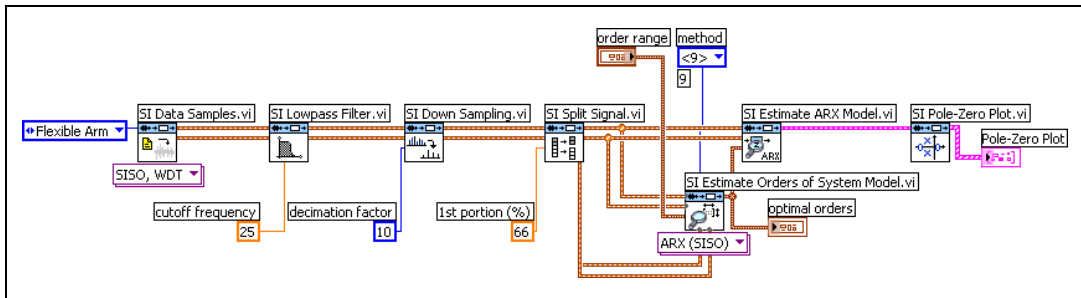 order range
method
<9>
9
SI Data Samples.vi
SI Lowpass Filter.vi
SI Down Sampling.vi
SI Split Signal.vi
SI Estimate ARX Model.vi
SI Pole-Zero Plot.vi
Flexible Arm
ARX
Pole-Zero Plot
SISO, WDT
SI Estimate Orders of System Model.vi
cutoff frequency
decimation factor
1st portion (%)
optimal orders
25
10
66
ARX (SISO)